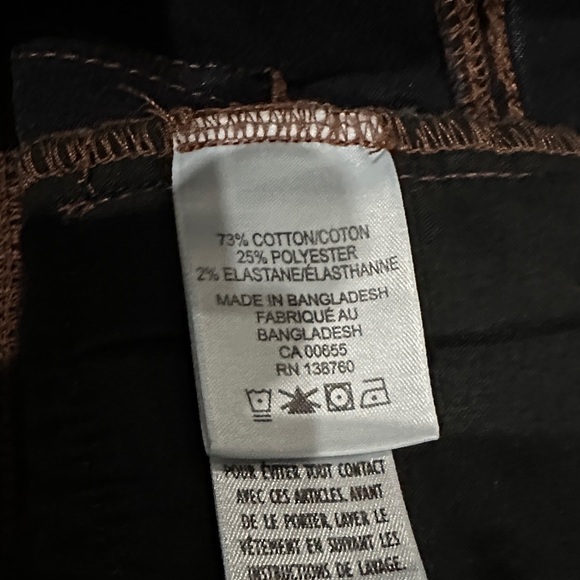 73% COTTON/COTON
25% POLYESTER
2% ELASTANE/ÉLASTHANNE
MADE IN BANGLADESH
FABRIQUÉ AU
BANGLADESH
CA 00655
RN 138760
POUR ÉVITER TOUT CONTACT
AVEC CES ARTICLES, AVANT
DE LE PORTER, LAVER LE
VÊTEMENT EN SUIVANT LES
INSTRUCTIONS DE LAVAGE.